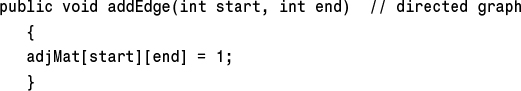 public void addEdge(int start, int end)  // directed graph
   {
   adjMat[start][end] = 1;
   }